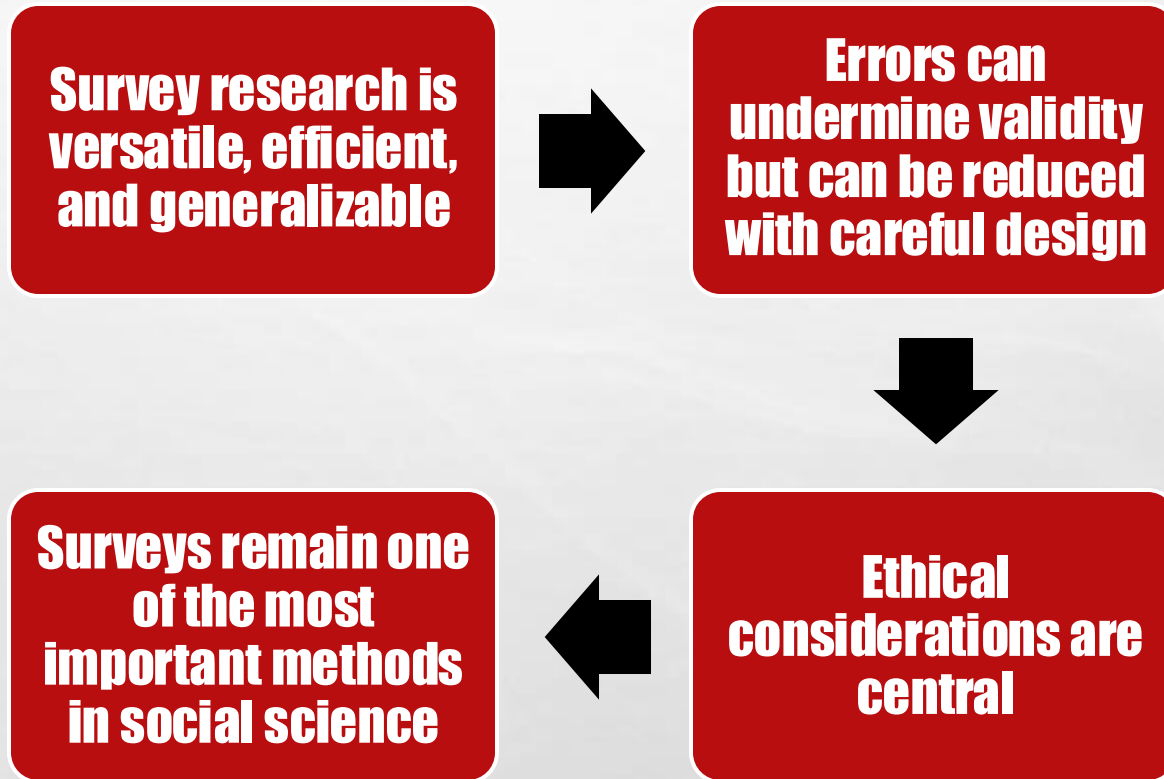 Survey research is
versatile, efficient,
and generalizable
Errors can
undermine validity
but can be reduced
with careful design
Ethical
considerations are
central
Surveys remain one
of the most
important methods
in social science